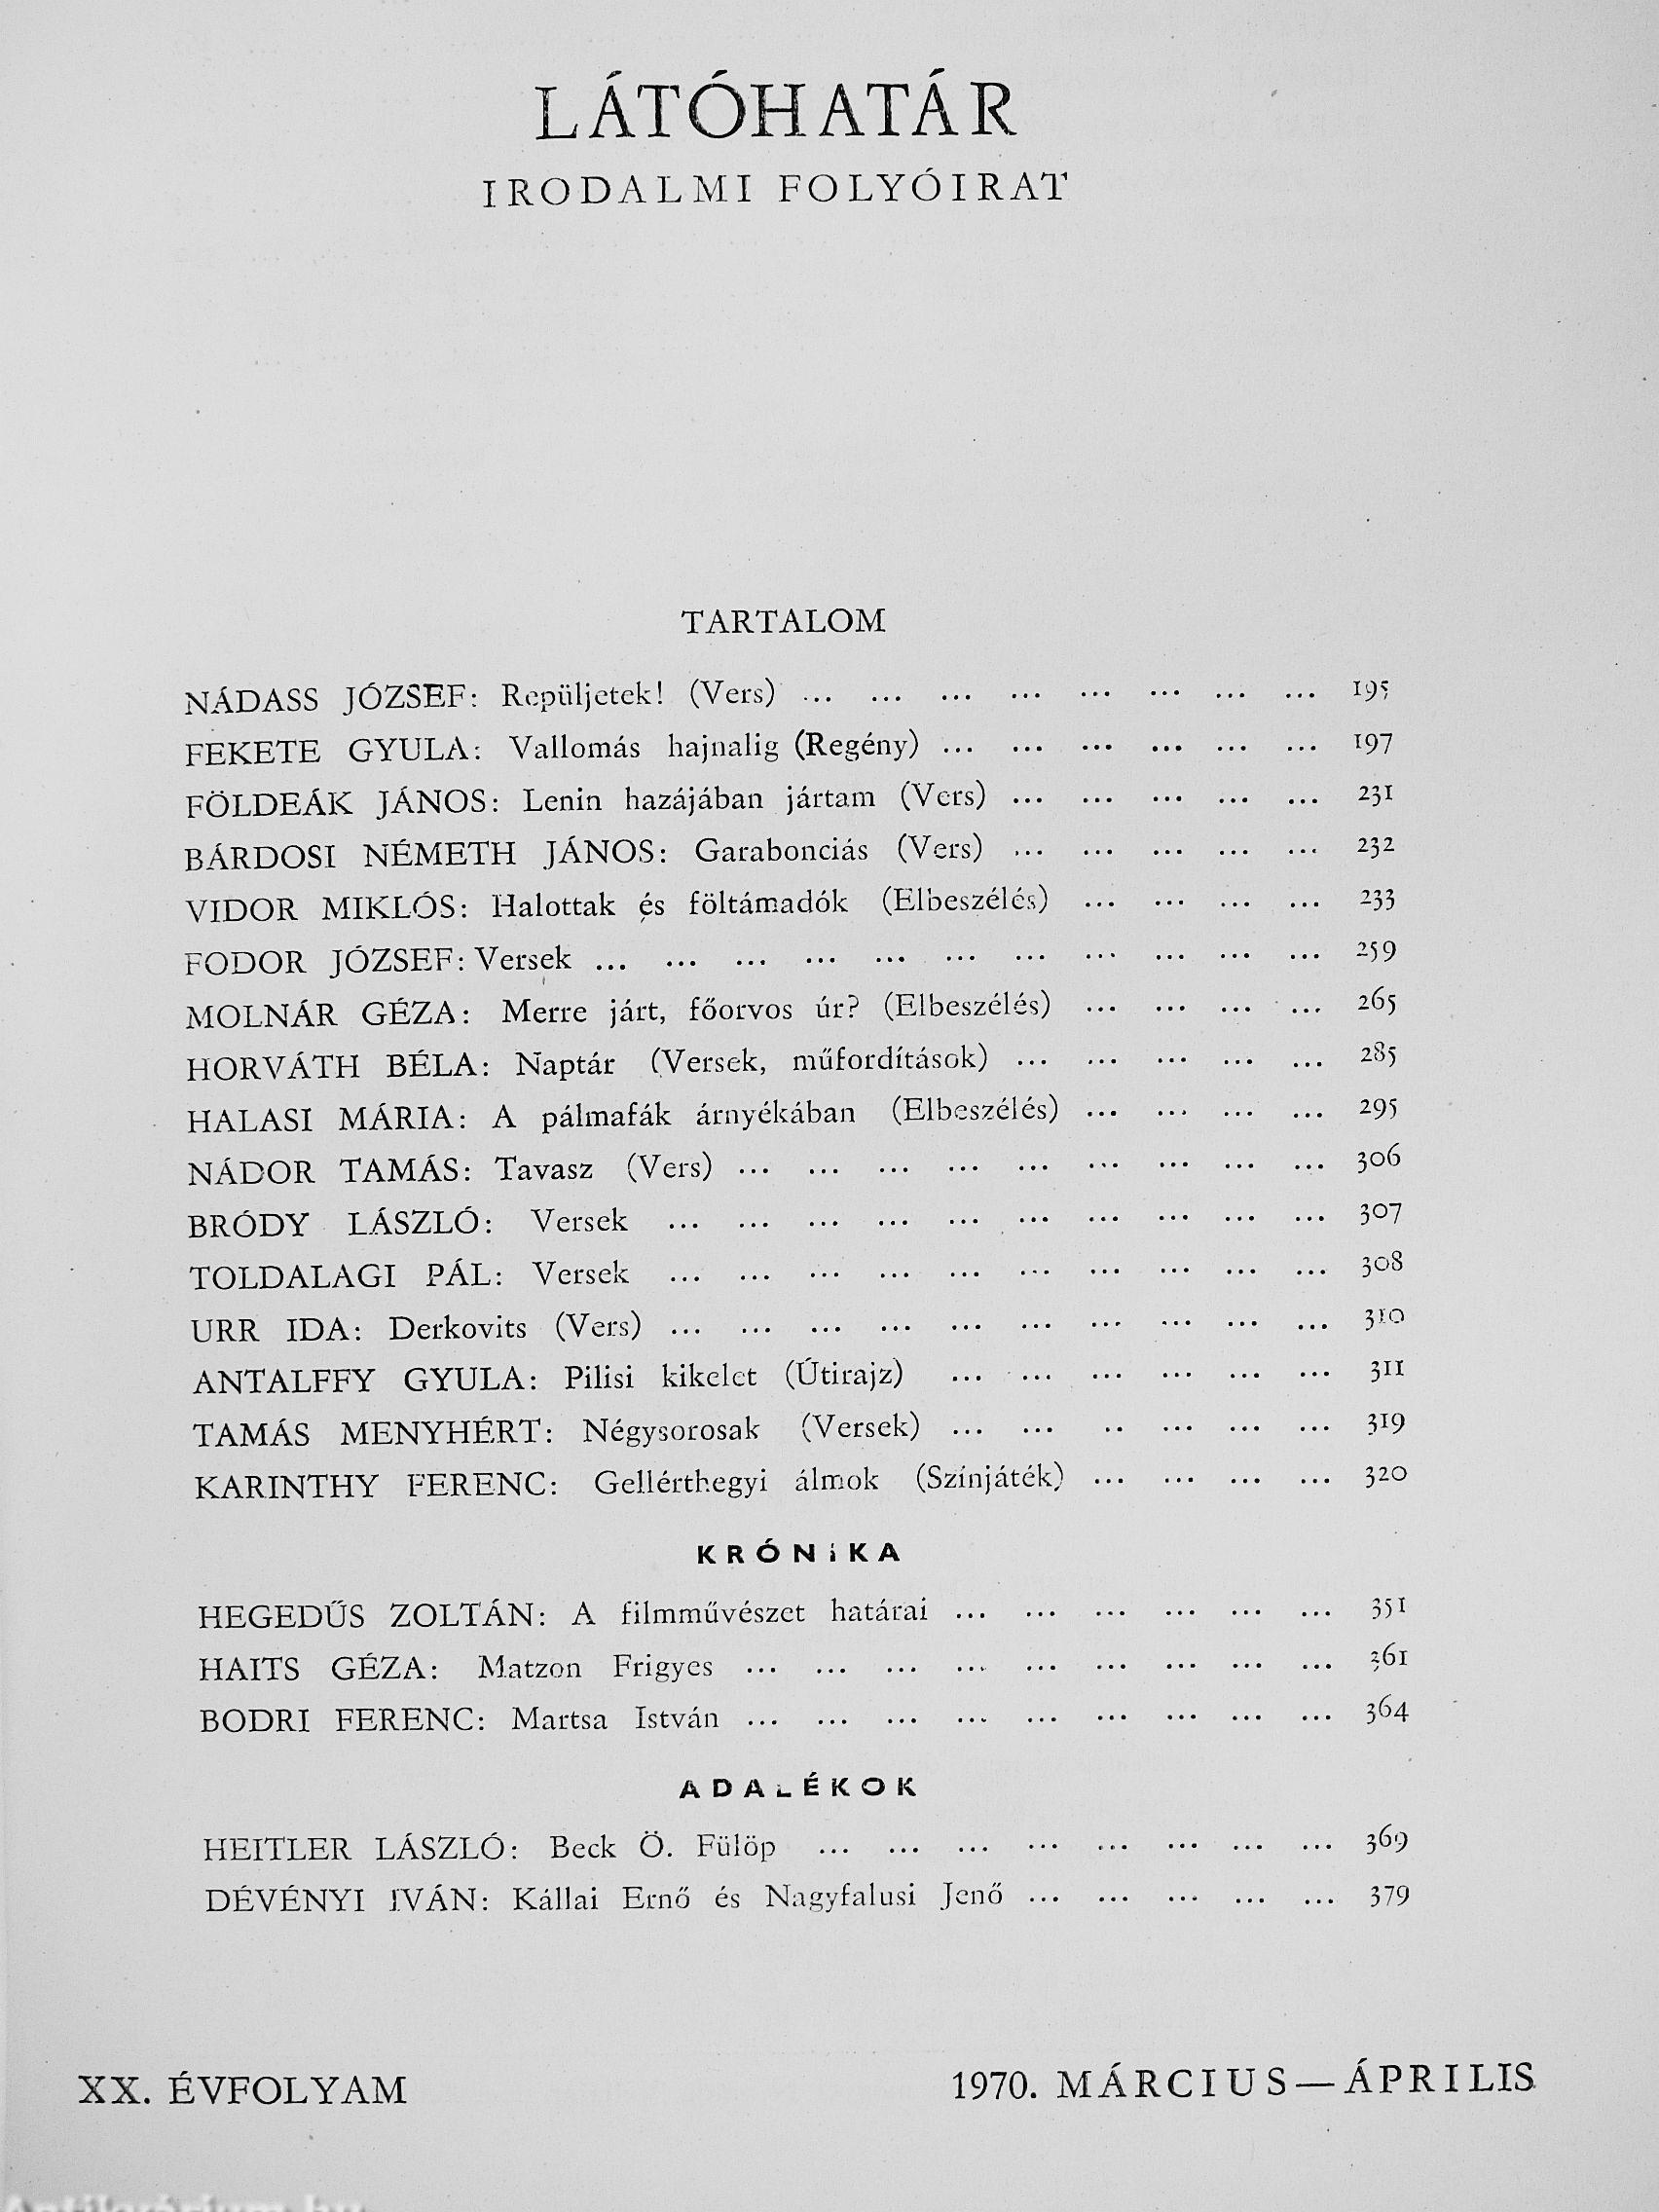 LÁTÓHATÁR
IRODALMI FOLYÓIRAT
TARTALOM
NÁDASS JÓZSEF: Repüljetek! (Vers) ... ... ... ... ... ... ... ... 195
FEKETE GYULA: Vallomás hajnalig (Regény) ... ... ... ... ... ... 197
FÖLDEÁK JÁNOS: Lenin hazájában jártam (Vers) ... ... ... ... ... 231
BÁRDOSI NÉMETH JÁNOS: Garabonciás (Vers) ... ... ... ... ... 232
VIDOR MIKLÓS: Halottak és föltámadók (Elbeszélés) ... ... ... ... 233
FODOR JÓZSEF: Versek ... ... ... ... ... ... ... ... ... ... ... 259
MOLNÁR GÉZA: Merre járt, főorvos úr? (Elbeszélés) ... ... ... ... 265
HORVÁTH BÉLA: Naptár (Versek, műfordítások) ... ... ... ... ... 285
HALASI MÁRIA: A pálmafák árnyékában (Elbeszélés) ... ... ... ... 295
NÁDOR TAMÁS: Tavasz (Vers) ... ... ... ... ... ... ... ... ... 306
BRÓDY LÁSZLÓ: Versek ... ... ... ... ... ... ... ... ... ... 307
TOLDALAGI PÁL: Versek ... ... ... ... ... ... ... ... ... ... 308
URR IDA: Derkovits (Vers) ... ... ... ... ... ... ... ... ... ... 310
ANTALFFY GYULA: Pilisi kikelet (Útirajz) ... ... ... ... ... ... 311
TAMÁS MENYHÉRT: Négysorosak (Versek) ... ... .. ... ... ... 319
KARINTHY FERENC: Gellérthegyi álmok (Színjáték) ... ... ... ... 320
KRÓNIKA
HEGEDŰS ZOLTÁN: A filmművészet határai ... ... ... ... ... ... 351
HAITS GÉZA: Matzon Frigyes ... ... ... ... ... ... ... ... ... 361
BODRI FERENC: Martsa István ... ... ... ... ... ... ... ... ... 364
ADALÉKOK
HEITLER LÁSZLÓ: Beck Ö. Fülöp ... ... ... ... ... ... ... ... 369
DÉVÉNYI IVÁN: Kállai Ernő és Nagyfalusi Jenő ... ... ... ... ... 379
XX. ÉVFOLYAM
1970. MÁRCIUS—ÁPRILIS